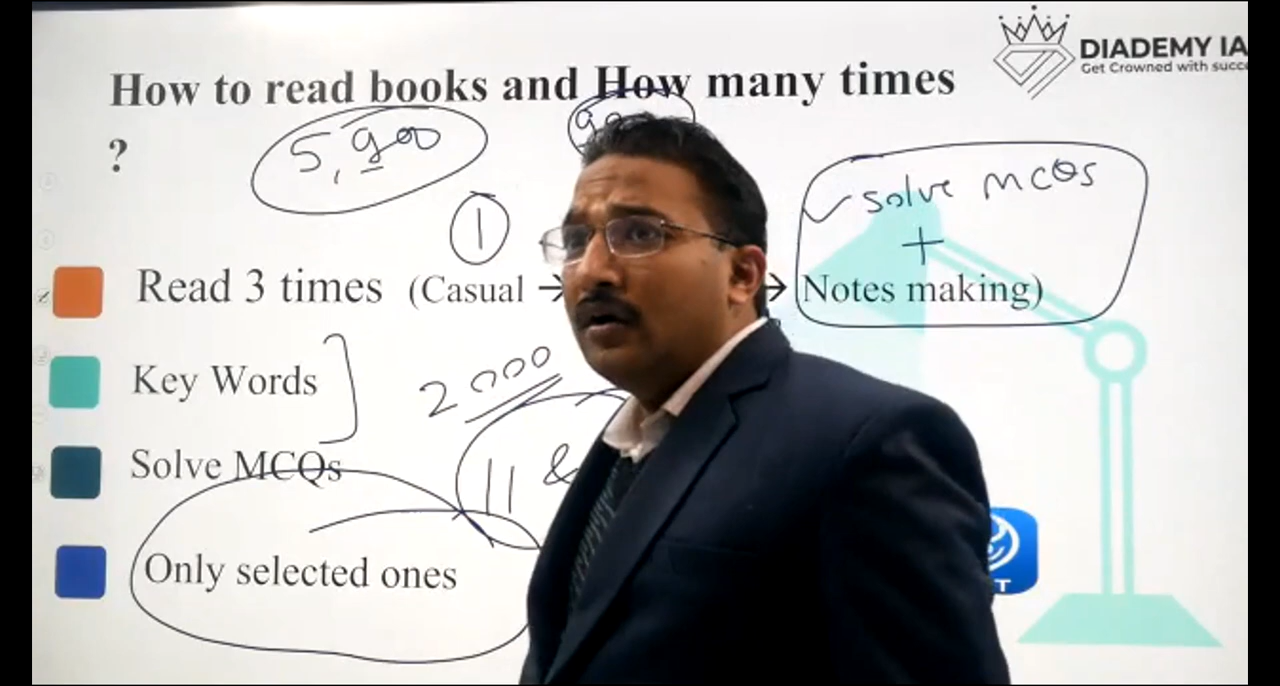 DIADEMY IA
Get Crowned with succe
How to read books and How many times
?
5,900
1
solve MCQs
+
Read 3 times (Casual → → Notes making)
Key Words
2000
Solve MCQs
11 &
Only selected ones
T